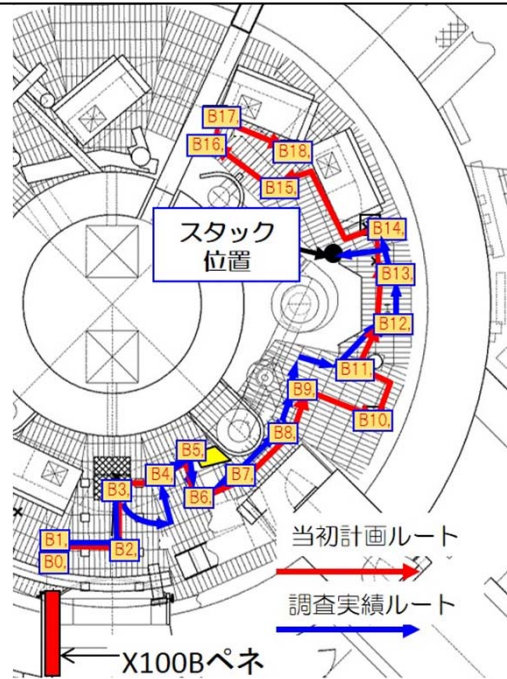 B17,
B16,
B18,
B15,
スタック
位置
B14,
B13,
B12,
B11,
B9,
B10,
B5,
B8,
B4,
B7,
B3,
B6,
B1,
B2,
B0,
当初計画ルート
調査実績ルート
X100Bペネ